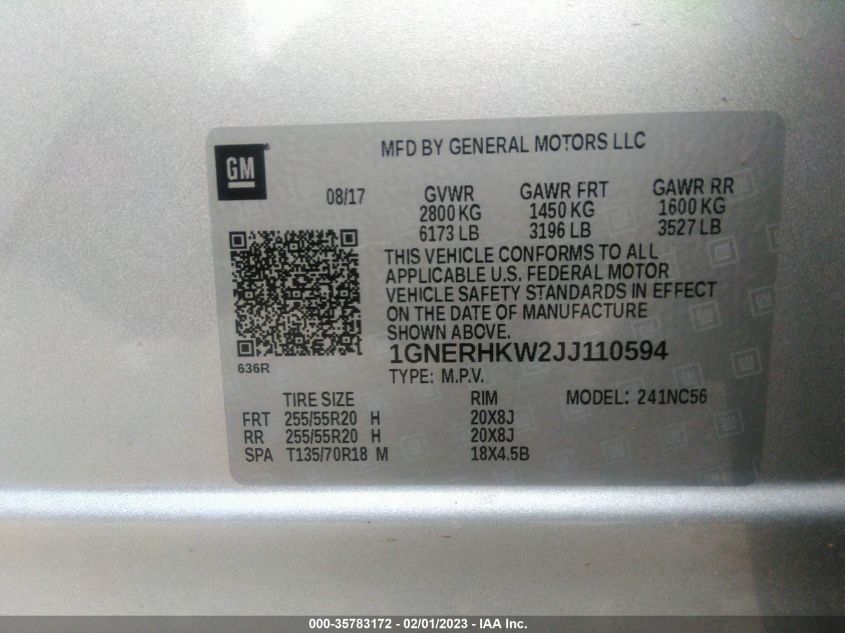 GM
MFD BY GENERAL MOTORS LLC
08/17 GVWR GAWR FRT GAWR RR
2800 KG 1450 KG 1600 KG
6173 LB 3196 LB 3527 LB
THIS VEHICLE CONFORMS TO ALL
APPLICABLE U.S. FEDERAL MOTOR
VEHICLE SAFETY STANDARDS IN EFFECT
ON THE DATE OF MANUFACTURE
SHOWN ABOVE.
636R
1GNERHKW2JJ110594
TYPE: M.P.V.
TIRE SIZE RIM MODEL: 241NC56
FRT 255/55R20 H 20X8J
RR 255/55R20 H 20X8J
SPA T135/70R18 M 18X4.5B
000-35783172 - 02/01/2023 - IAA Inc.